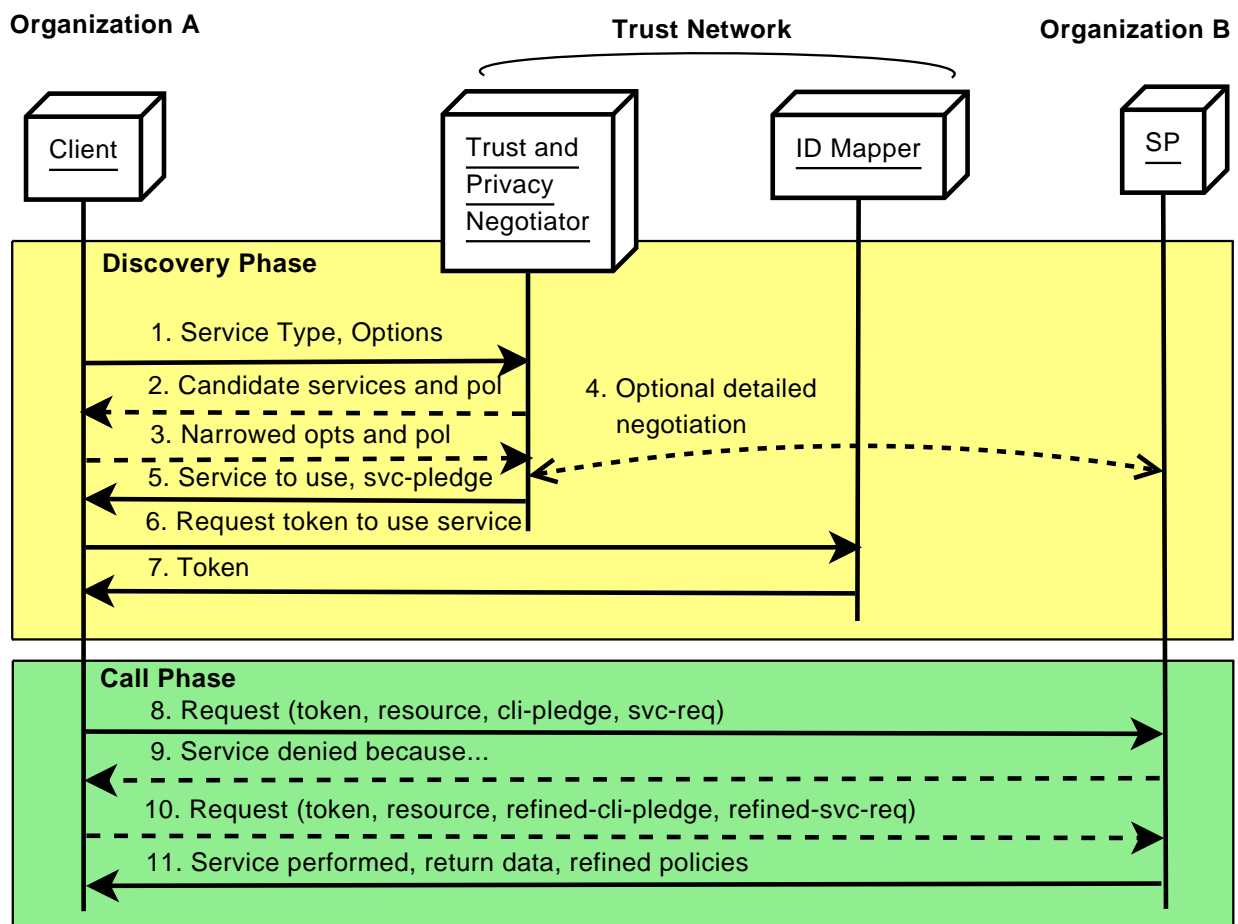 Organization A
Trust Network
Organization B
Client
Trust and
Privacy
Negotiator
ID Mapper
SP
Discovery Phase
1. Service Type, Options
2. Candidate services and pol
3. Narrowed opts and pol
4. Optional detailed
negotiation
5. Service to use, svc-pledge
6. Request token to use service
7. Token
Call Phase
8. Request (token, resource, cli-pledge, svc-req)
9. Service denied because...
10. Request (token, resource, refined-cli-pledge, refined-svc-req)
11. Service performed, return data, refined policies